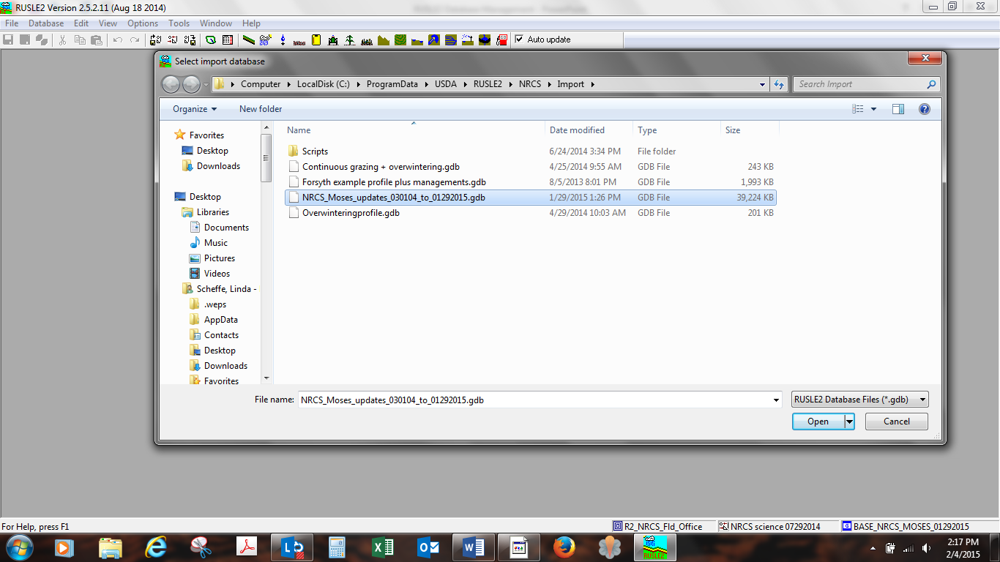 RUSLE2 Version 2.5.2.11 (Aug 18 2014)
File Database Edit View Options Tools Window Help
Auto update
Select import database
Computer LocalDisk (C:) ProgramData USDA RUSLE2 NRCS Import
Search Import
Organize New folder
Name Date modified Type Size
Favorites
Desktop
Downloads
Desktop
Libraries
Documents
Music
Pictures
Videos
Scheffe, Linda -
.weps
AppData
Contacts
Desktop
Downloads
Favorites
Scripts 6/24/2014 3:34 PM File folder
Continuous grazing + overwintering.gdb 4/25/2014 9:55 AM GDB File 243 KB
Forsyth example profile plus managements.gdb 8/5/2013 8:01 PM GDB File 1,993 KB
NRCS_Moses_updates_030104_to_01292015.gdb 1/29/2015 1:26 PM GDB File 39,224 KB
Overwinteringprofile.gdb 4/29/2014 10:03 AM GDB File 201 KB
File name: NRCS_Moses_updates_030104_to_01292015.gdb RUSLE2 Database Files (*.gdb)
Open Cancel
For Help, press F1 R2_NRCS_Fld_Office NRCS science 07292014 BASE_NRCS_MOSES_01292015
RUSLE2
2:17 PM
2/4/2015